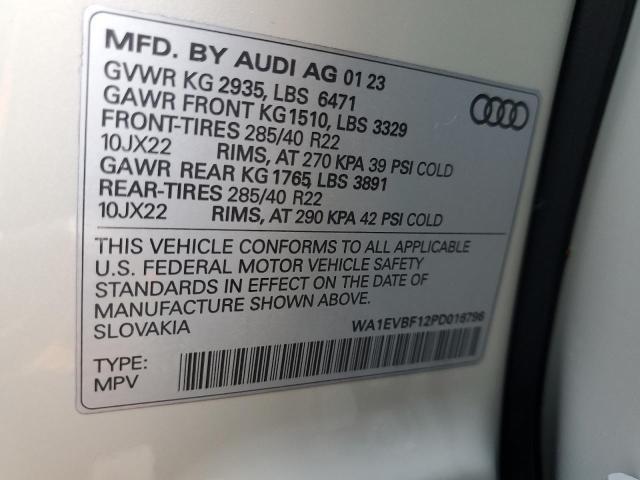 MFD. BY AUDI AG 01 23
GVWR KG 2935, LBS 6471
GAWR FRONT KG1510, LBS 3329
FRONT-TIRES 285/40 R22
10JX22 RIMS, AT 270 KPA 39 PSI COLD
GAWR REAR KG 1765, LBS 3891
REAR-TIRES 285/40 R22
10JX22 RIMS, AT 290 KPA 42 PSI COLD
THIS VEHICLE CONFORMS TO ALL APPLICABLE
U.S. FEDERAL MOTOR VEHICLE SAFETY
STANDARDS IN EFFECT ON THE DATE OF
MANUFACTURE SHOWN ABOVE.
SLOVAKIA WA1EVBF12PD016796
TYPE:
MPV